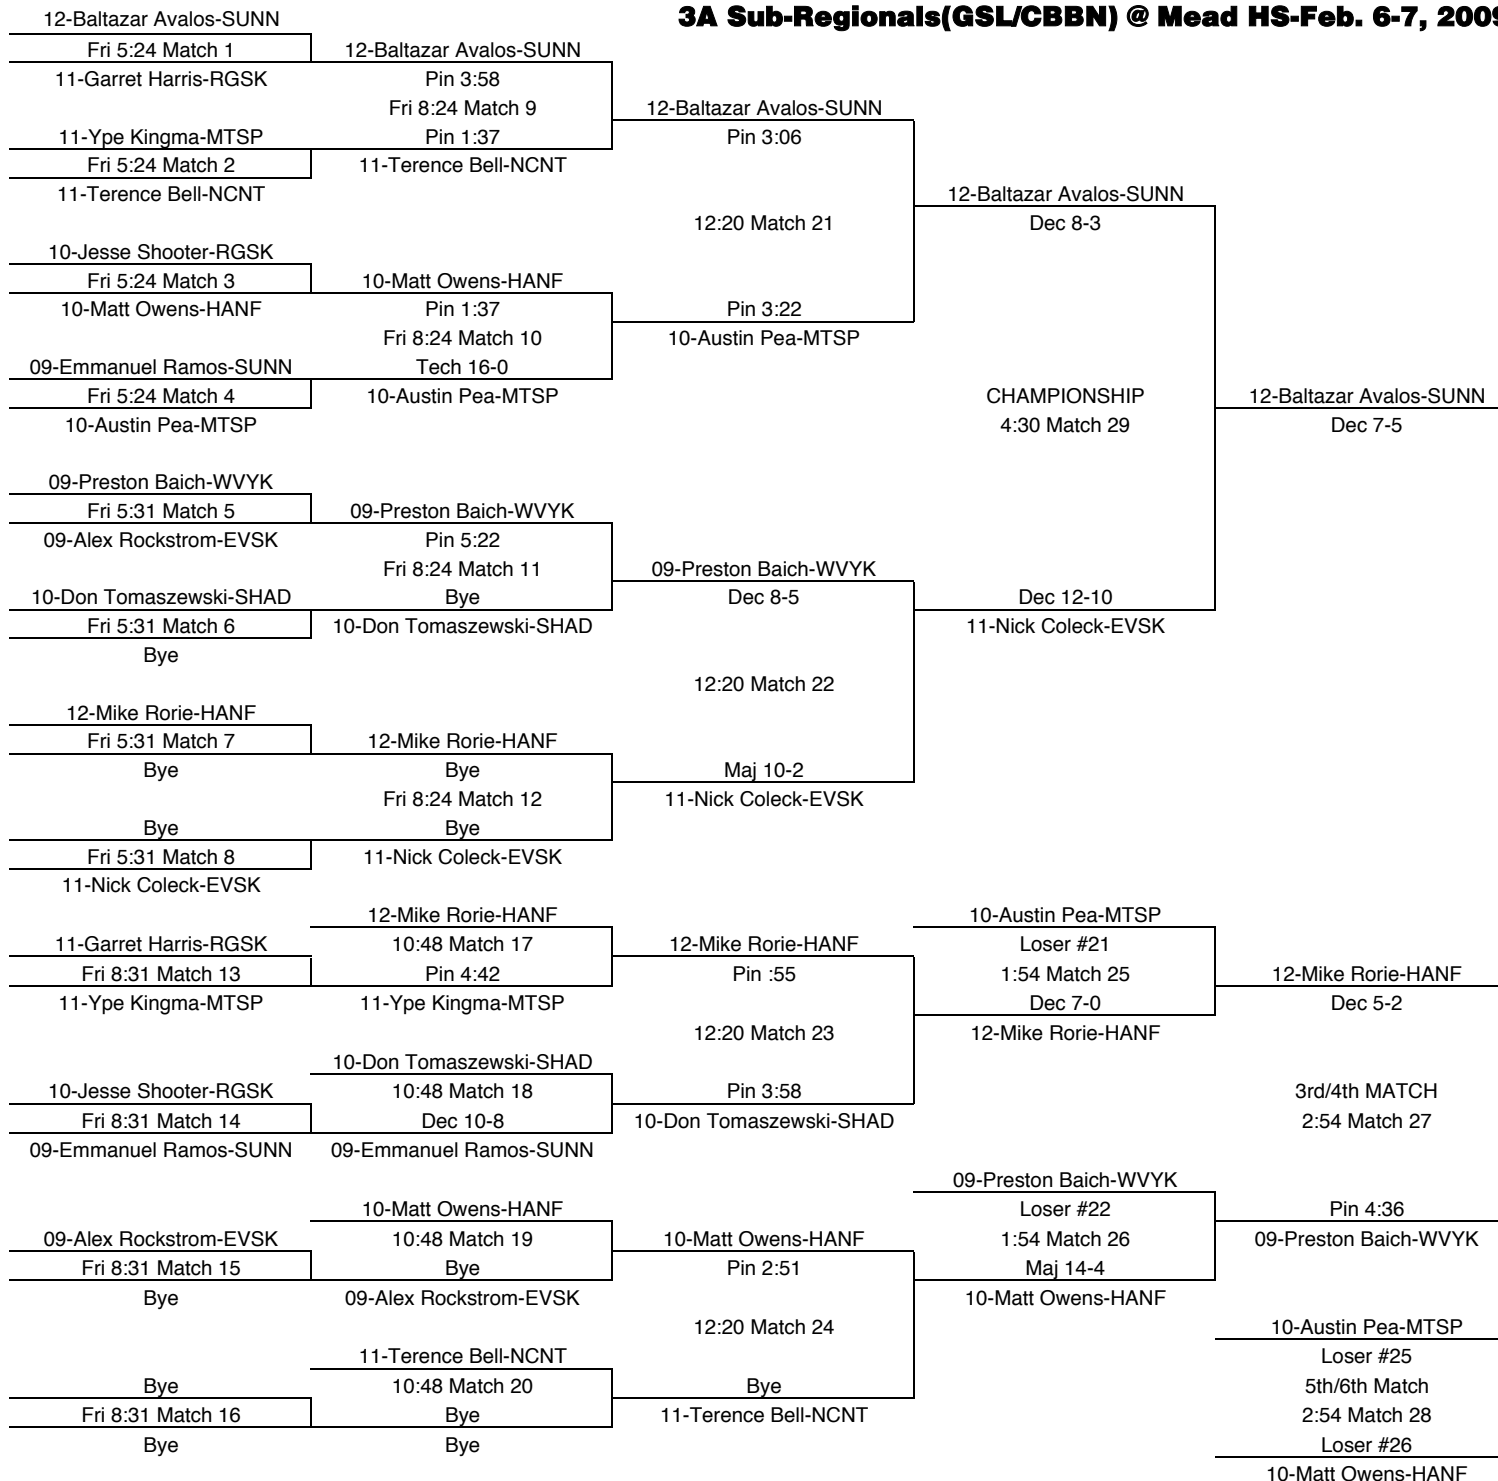 3A Sub-Regionals(GSL/CBBN) @ Mead HS-Feb. 6-7, 2009
12-Baltazar Avalos-SUNN
Fri 5:24 Match 1
11-Garret Harris-RGSK
11-Ype Kingma-MTSP
Fri 5:24 Match 2
11-Terence Bell-NCNT
10-Jesse Shooter-RGSK
Fri 5:24 Match 3
10-Matt Owens-HANF
09-Emmanuel Ramos-SUNN
Fri 5:24 Match 4
10-Austin Pea-MTSP
09-Preston Baich-WVYK
Fri 5:31 Match 5
09-Alex Rockstrom-EVSK
10-Don Tomaszewski-SHAD
Fri 5:31 Match 6
Bye
12-Mike Rorie-HANF
Fri 5:31 Match 7
Bye
Bye
Fri 5:31 Match 8
11-Nick Coleck-EVSK
12-Baltazar Avalos-SUNN
Pin 3:58
Fri 8:24 Match 9
Pin 1:37
11-Terence Bell-NCNT
10-Matt Owens-HANF
Pin 1:37
Fri 8:24 Match 10
Tech 16-0
10-Austin Pea-MTSP
09-Preston Baich-WVYK
Pin 5:22
Fri 8:24 Match 11
Bye
10-Don Tomaszewski-SHAD
12-Mike Rorie-HANF
Bye
Fri 8:24 Match 12
Bye
11-Nick Coleck-EVSK
12-Baltazar Avalos-SUNN
Pin 3:06
12:20 Match 21
Pin 3:22
10-Austin Pea-MTSP
09-Preston Baich-WVYK
Dec 8-5
12:20 Match 22
Maj 10-2
11-Nick Coleck-EVSK
12-Baltazar Avalos-SUNN
Dec 8-3
CHAMPIONSHIP
4:30 Match 29
Dec 12-10
11-Nick Coleck-EVSK
12-Baltazar Avalos-SUNN
Dec 7-5
11-Garret Harris-RGSK
Fri 8:31 Match 13
11-Ype Kingma-MTSP
10-Jesse Shooter-RGSK
Fri 8:31 Match 14
09-Emmanuel Ramos-SUNN
09-Alex Rockstrom-EVSK
Fri 8:31 Match 15
Bye
Bye
Fri 8:31 Match 16
Bye
12-Mike Rorie-HANF
10:48 Match 17
Pin 4:42
11-Ype Kingma-MTSP
10-Don Tomaszewski-SHAD
10:48 Match 18
Dec 10-8
09-Emmanuel Ramos-SUNN
10-Matt Owens-HANF
10:48 Match 19
Bye
09-Alex Rockstrom-EVSK
11-Terence Bell-NCNT
10:48 Match 20
Bye
Bye
12-Mike Rorie-HANF
Pin :55
12:20 Match 23
Pin 3:58
10-Don Tomaszewski-SHAD
10-Matt Owens-HANF
Pin 2:51
12:20 Match 24
Bye
11-Terence Bell-NCNT
10-Austin Pea-MTSP
Loser #21
1:54 Match 25
Dec 7-0
12-Mike Rorie-HANF
09-Preston Baich-WVYK
Loser #22
1:54 Match 26
Maj 14-4
10-Matt Owens-HANF
12-Mike Rorie-HANF
Dec 5-2
3rd/4th MATCH
2:54 Match 27
Pin 4:36
09-Preston Baich-WVYK
10-Austin Pea-MTSP
Loser #25
5th/6th Match
2:54 Match 28
Loser #26
10-Matt Owens-HANF